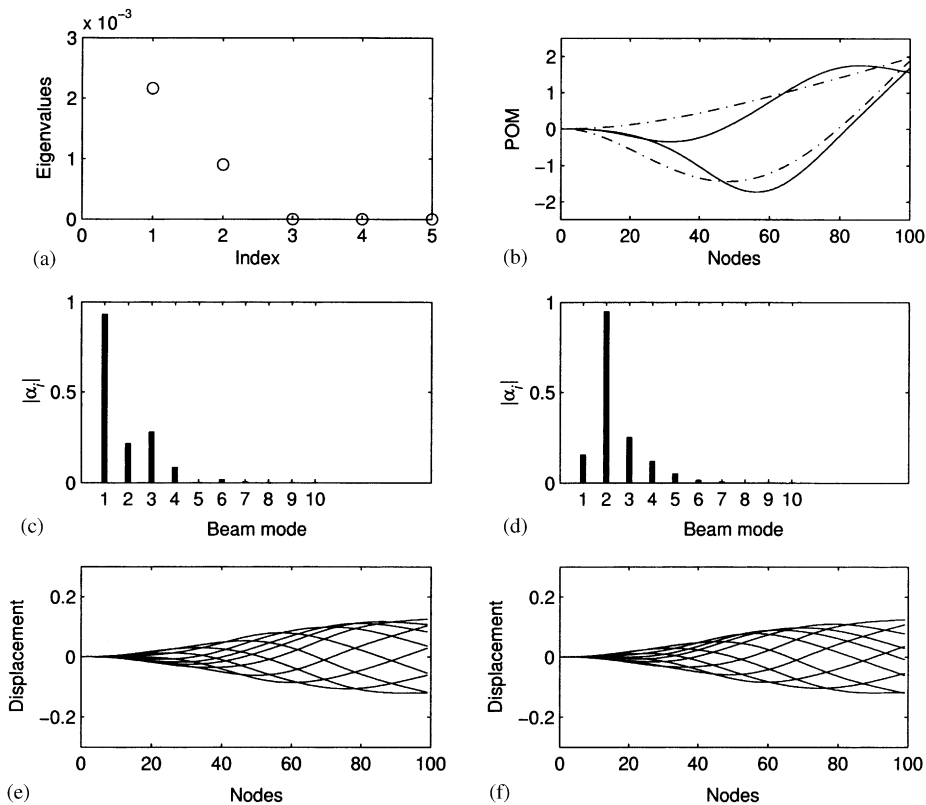 x 10⁻³
3
2
1
0
Eigenvalues
0 1 2 3 4 5
Index
(a)
2
1
0
−1
−2
POM
0 20 40 60 80 100
Nodes
(b)
1
0.5
0
|αᵢ|
1 2 3 4 5 6 7 8 9 10
Beam mode
(c)
1
0.5
0
|αᵢ|
1 2 3 4 5 6 7 8 9 10
Beam mode
(d)
0.2
0
−0.2
Displacement
0 20 40 60 80 100
Nodes
(e)
0.2
0
−0.2
Displacement
0 20 40 60 80 100
Nodes
(f)